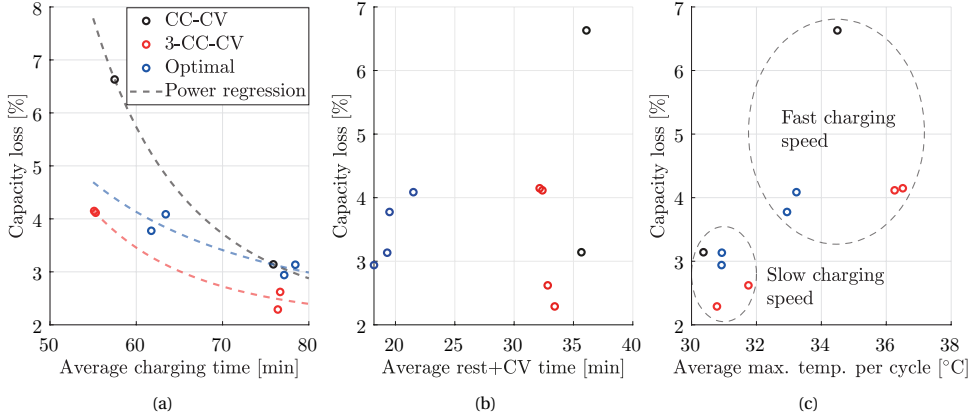 8
7
6
5
4
3
2
Capacity loss [%]
CC-CV
3-CC-CV
Optimal
Power regression
50
60
70
80
Average charging time [min]
(a)
7
6
5
4
3
2
Capacity loss [%]
20
25
30
35
40
Average rest+CV time [min]
(b)
7
6
5
4
3
2
Capacity loss [%]
Fast charging
speed
Slow charging
speed
30
32
34
36
38
Average max. temp. per cycle [°C]
(c)